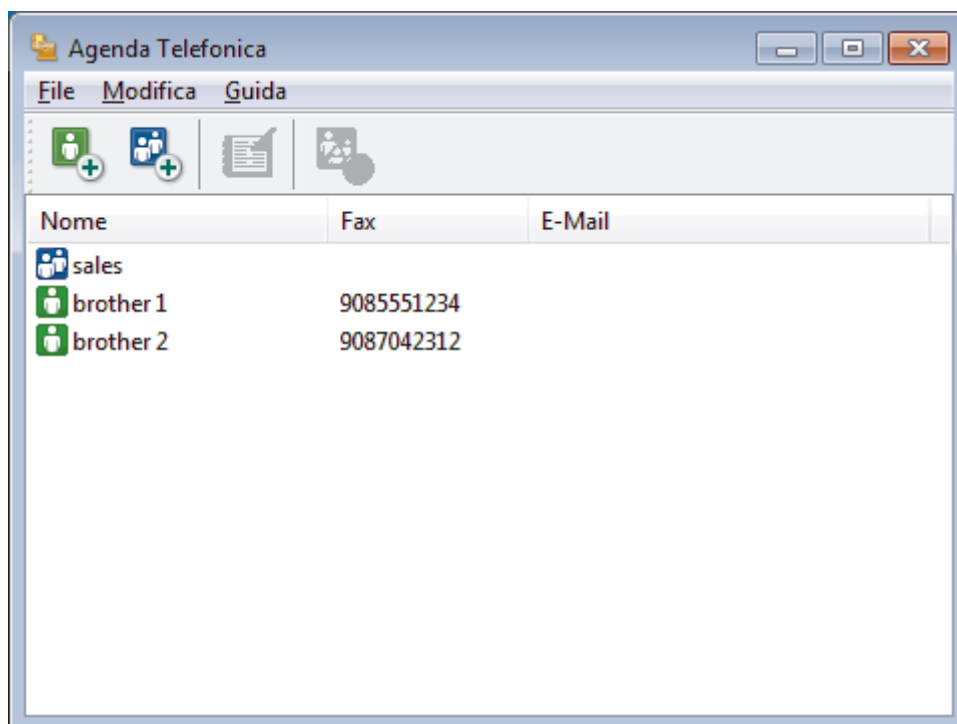 Agenda Telefonica
File Modifica Guida
Nome Fax E-Mail
sales
brother 1 9085551234
brother 2 9087042312